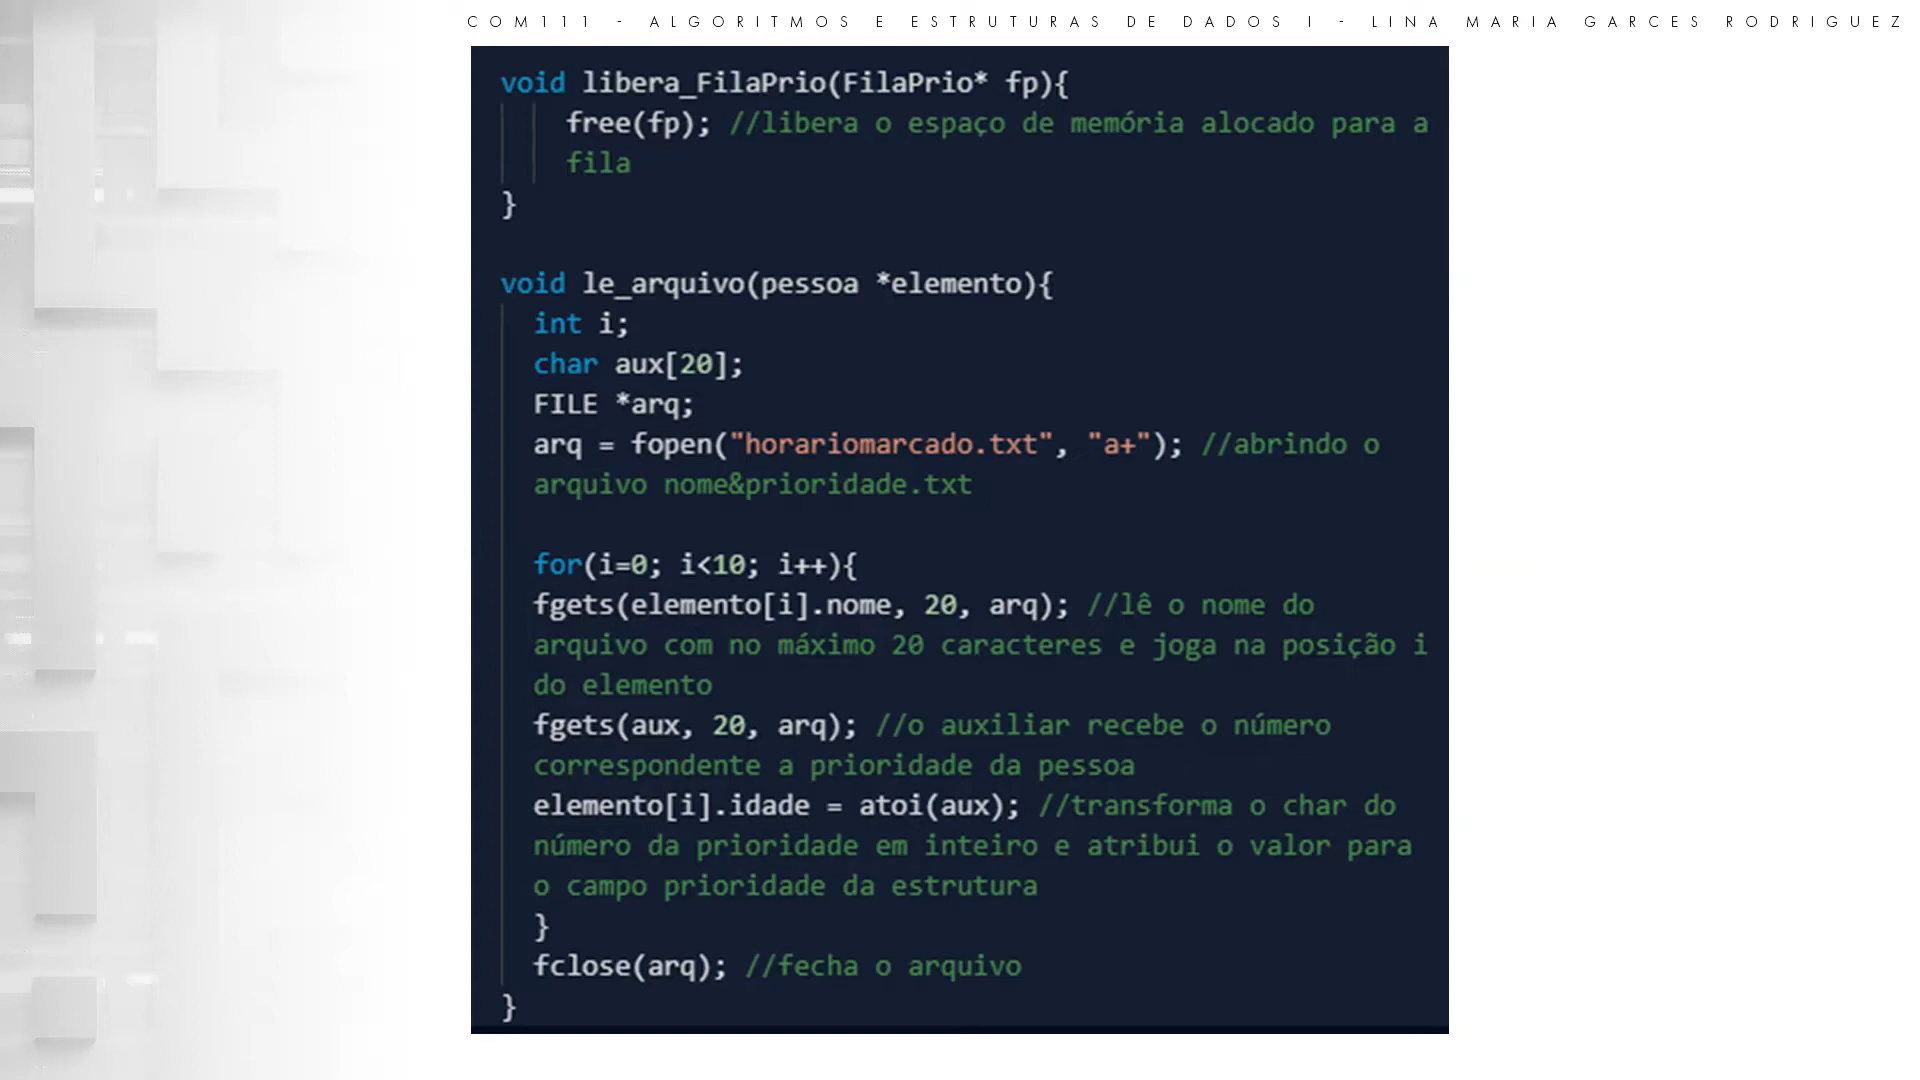 COM111 - ALGORITMOS E ESTRUTURAS DE DADOS I - LINA MARIA GARCES RODRIGUEZ
void libera_FilaPrio(FilaPrio* fp){
free(fp); //libera o espaço de memória alocado para a
fila
}
void le_arquivo(pessoa *elemento){
int i;
char aux[20];
FILE *arq;
arq = fopen("horariomarcado.txt", "a+"); //abrindo o
arquivo nome&prioridade.txt
for(i=0; i<10; i++){
fgets(elemento[i].nome, 20, arq); //lê o nome do
arquivo com no máximo 20 caracteres e joga na posição i
do elemento
fgets(aux, 20, arq); //o auxiliar recebe o número
correspondente a prioridade da pessoa
elemento[i].idade = atoi(aux); //transforma o char do
número da prioridade em inteiro e atribui o valor para
o campo prioridade da estrutura
}
fclose(arq); //fecha o arquivo
}